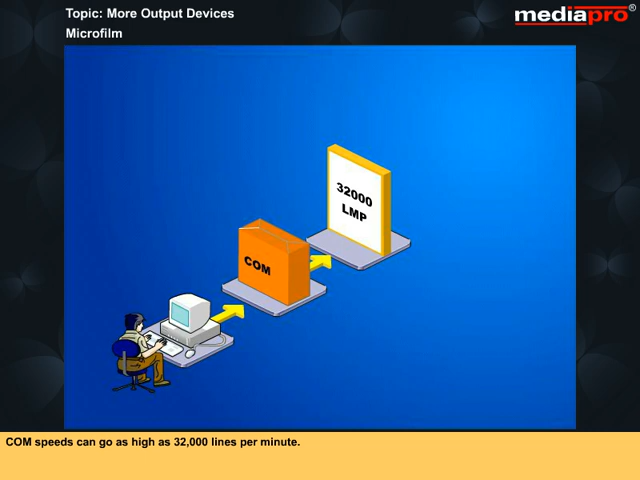 Topic: More Output Devices
Microfilm
mediapro®
32000
LMP
COM
COM speeds can go as high as 32,000 lines per minute.